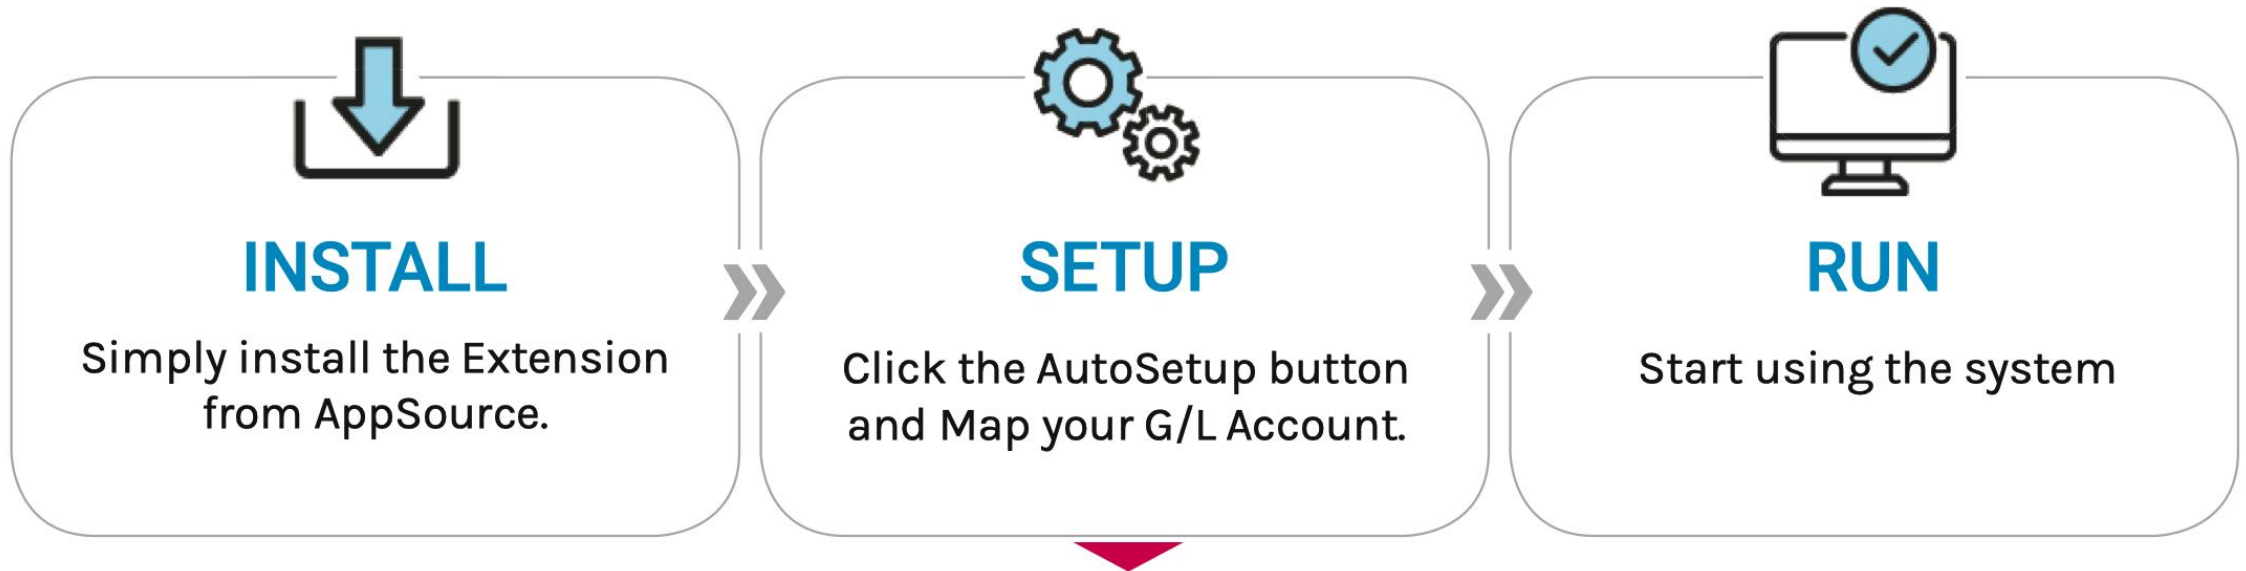 INSTALL
Simply install the Extension
from AppSource.
SETUP
Click the AutoSetup button
and Map your G/L Account.
RUN
Start using the system